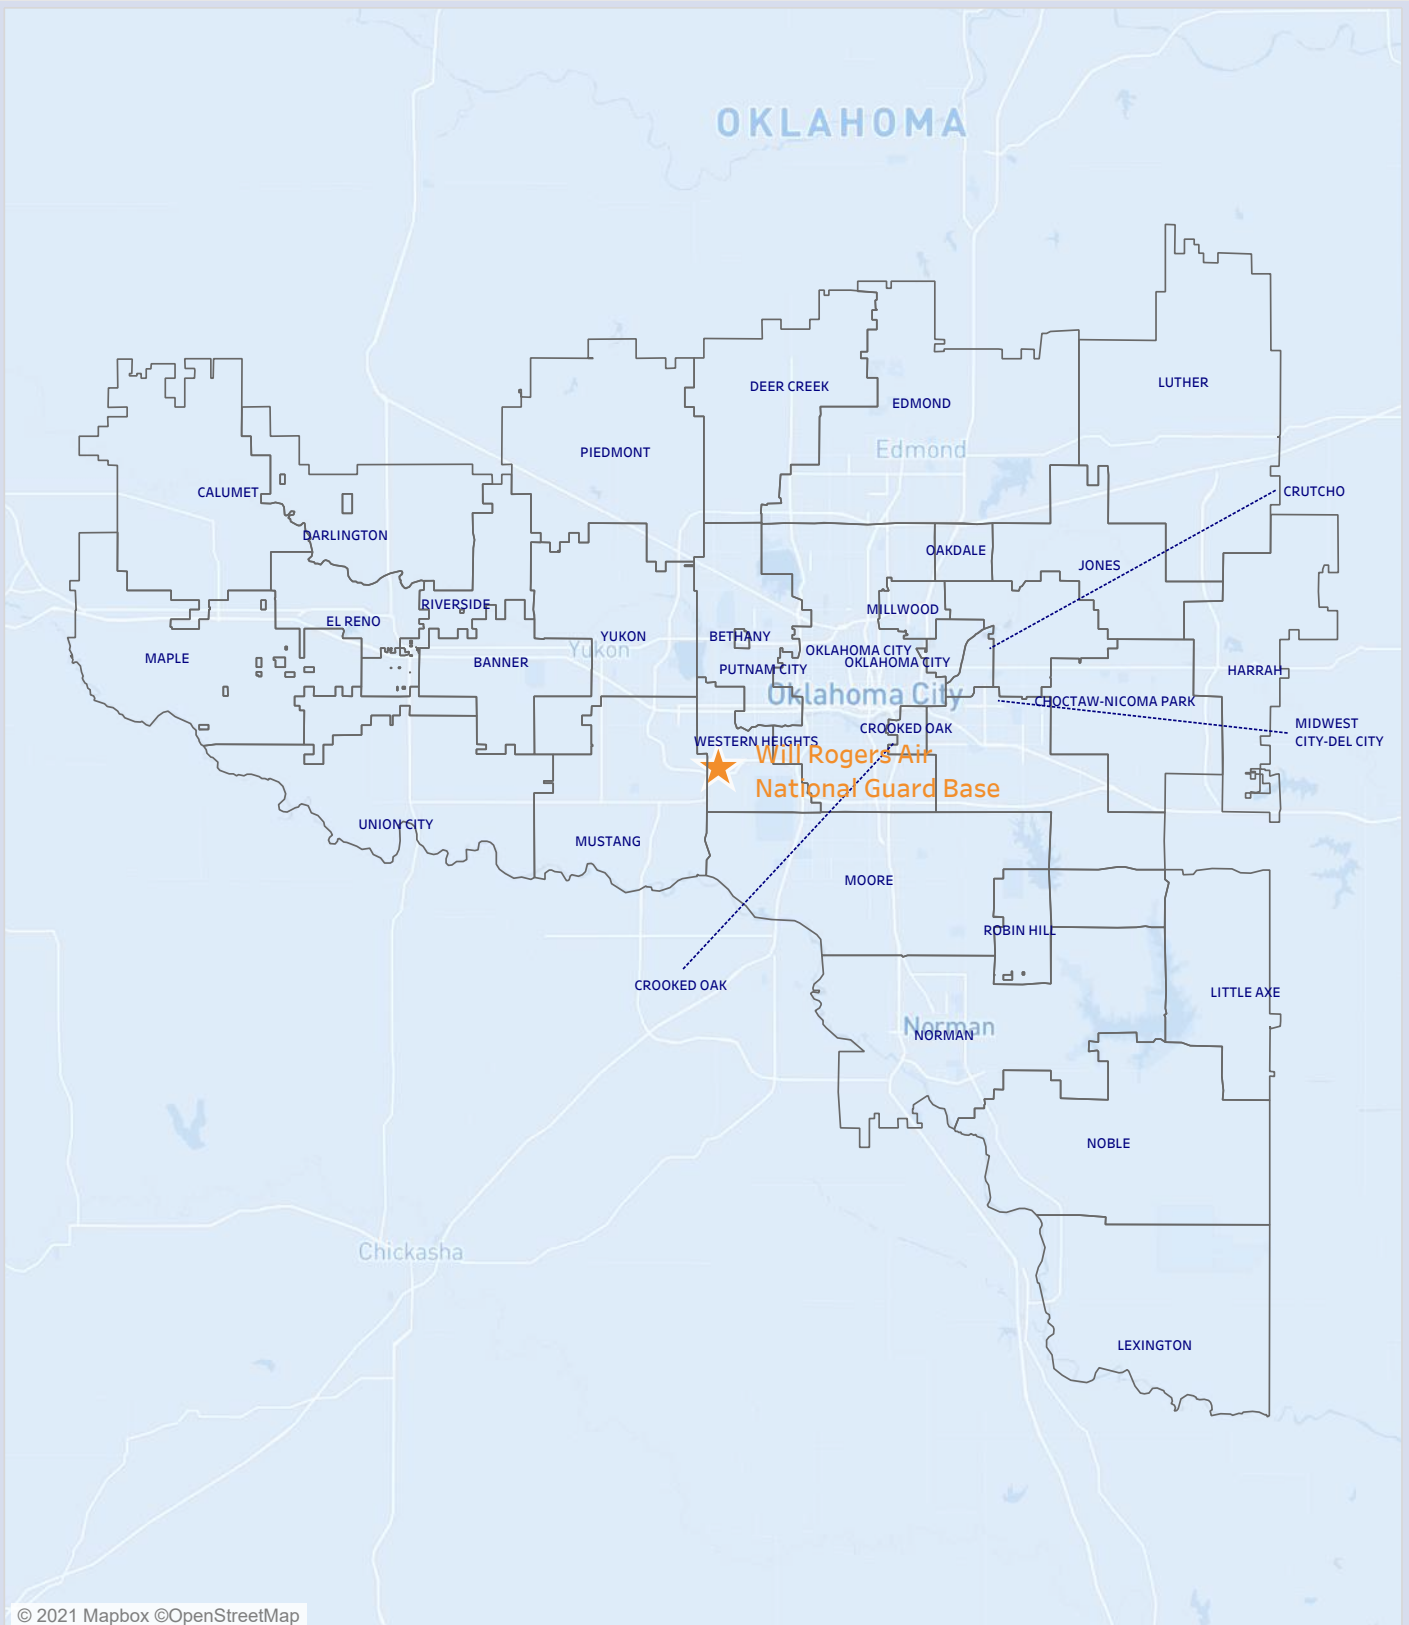 OKLAHOMA
LUTHER
DEER CREEK
EDMOND
Edmond
PIEDMONT
CALUMET
CRUTCHO
DARLINGTON
OAKDALE
JONES
RIVERSIDE
MILLWOOD
EL RENO
YUKON
BETHANY
Yukon
OKLAHOMA CITY
MAPLE
BANNER
OKLAHOMA CITY
PUTNAM CITY
HARRAH
Oklahoma City
CHOCTAW-NICOMA PARK
MIDWEST
CITY-DEL CITY
CROOKED OAK
WESTERN HEIGHTS
Will Rogers Air
National Guard Base
UNION CITY
MUSTANG
MOORE
ROBIN HILL
CROOKED OAK
LITTLE AXE
Norman
NORMAN
NOBLE
Chickasha
LEXINGTON
© 2021 Mapbox ©OpenStreetMap